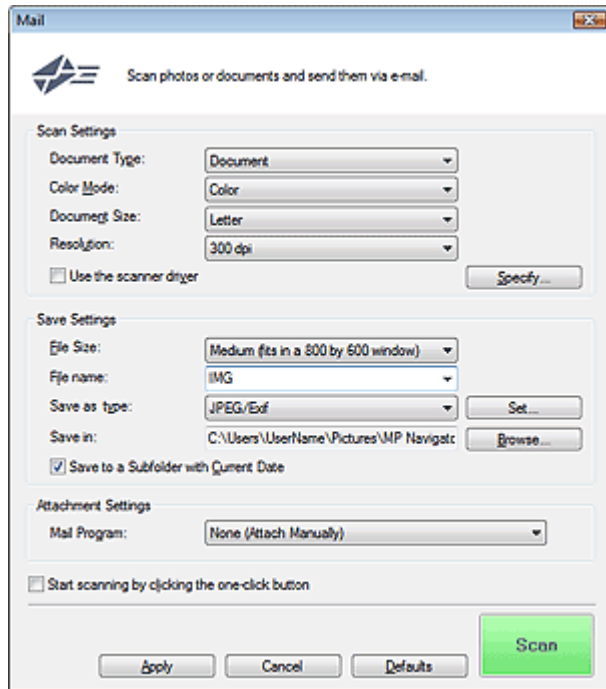 Mail
Scan photos or documents and send them via e-mail.
Scan Settings
Document Type: Document
Color Mode: Color
Document Size: Letter
Resolution: 300 dpi
Use the scanner driver Specify...
Save Settings
File Size: Medium (fits in a 800 by 600 window)
File name: IMG
Save as type: JPEG/Exif Set...
Save in: C:\Users\UserName\Pictures\MP Navigatc Browse...
Save to a Subfolder with Current Date
Attachment Settings
Mail Program: None (Attach Manually)
Start scanning by clicking the one-click button
Scan
Apply Cancel Defaults